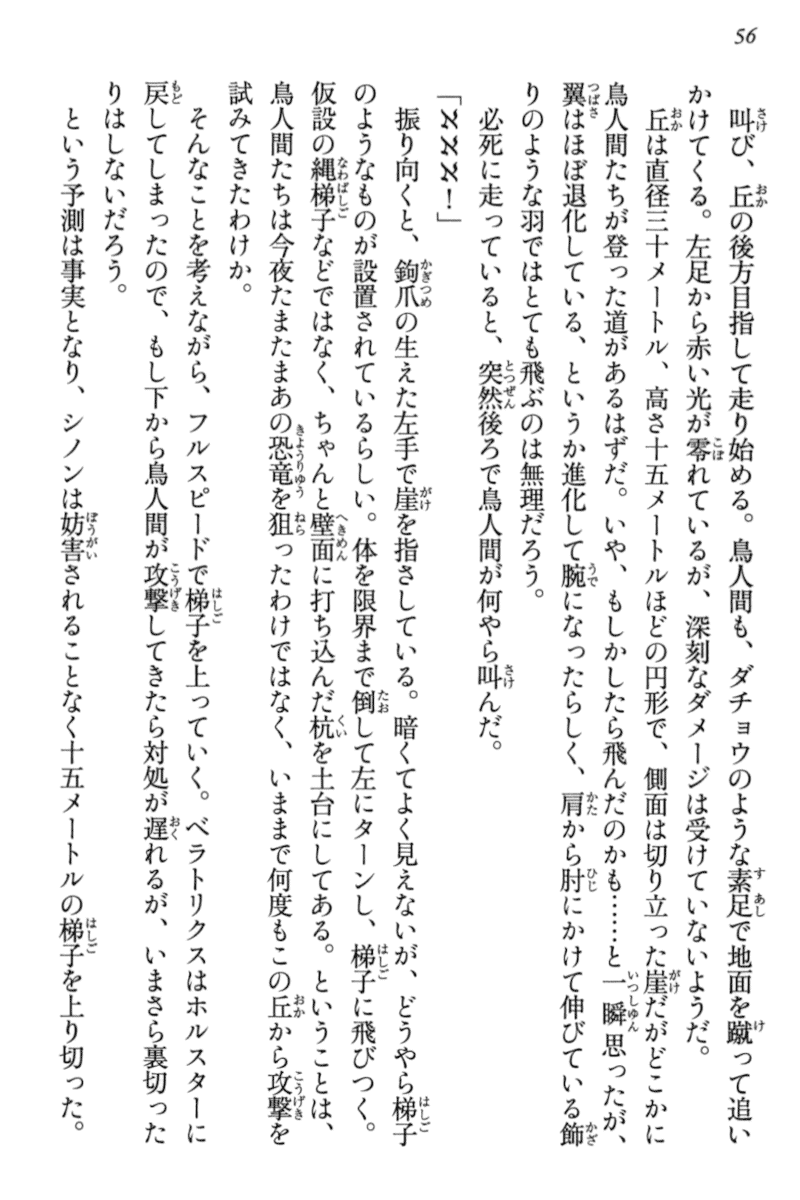 56
叫び、丘の後方目指して走り始める。鳥人間も、ダチョウのような素足で地面を蹴って追い
かけてくる。左足から赤い光が零れているが、深刻なダメージは受けていないようだ。
丘は直径三十メートル、高さ十五メートルほどの円形で、側面は切り立った崖だがどこかに
鳥人間たちが登った道があるはずだ。いや、もしかしたら飛んだのかも……と一瞬思ったが、
翼はほぼ退化している、というか進化して腕になったらしく、肩から肘にかけて伸びている飾
りのような羽ではとても飛ぶのは無理だろう。
必死に走っていると、突然後ろで鳥人間が何やら叫んだ。
「ℵℵℵ！」
振り向くと、鉤爪の生えた左手で崖を指さしている。暗くてよく見えないが、どうやら梯子
のようなものが設置されているらしい。体を限界まで倒して左にターンし、梯子に飛びつく。
仮設の縄梯子などではなく、ちゃんと壁面に打ち込んだ杭を土台にしてある。ということは、
鳥人間たちは今夜たまたまあの恐竜を狙ったわけではなく、いままで何度もこの丘から攻撃を
試みてきたわけか。
そんなことを考えながら、フルスピードで梯子を上っていく。ベラトリクスはホルスターに
戻してしまったので、もし下から鳥人間が攻撃してきたら対処が遅れるが、いまさら裏切った
りはしないだろう。
という予測は事実となり、シノンは妨害されることなく十五メートルの梯子を上り切った。